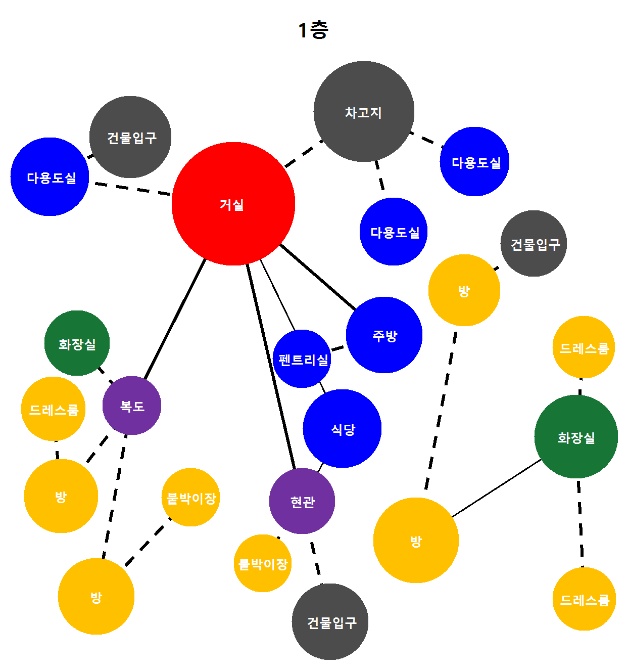 1층
차고지
건물입구
다용도실
다용도실
거실
다용도실
건물입구
방
주방
화장실
펜트리실
드레스룸
드레스룸
복도
식당
화장실
방
붙박이장
현관
방
붙박이장
방
드레스룸
건물입구